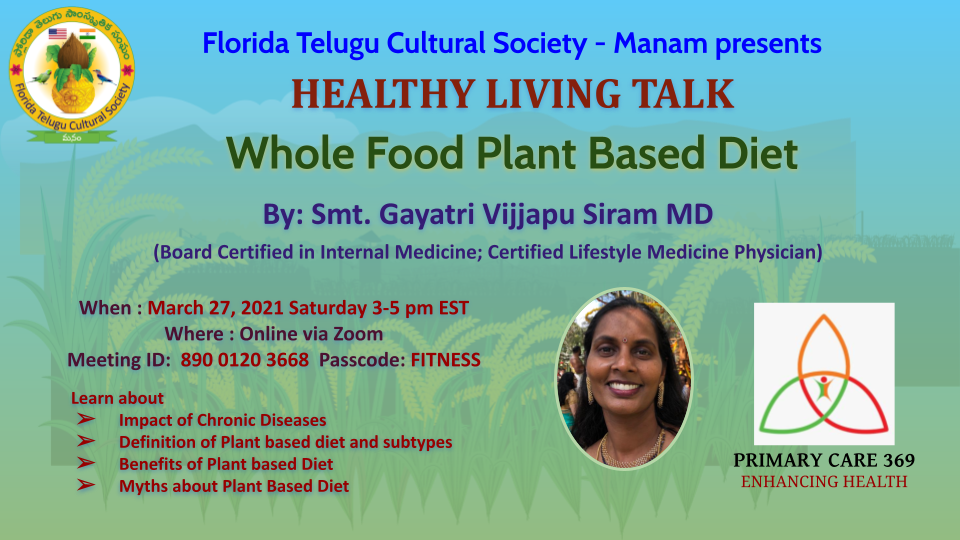 ఫ్లోరిడా తెలుగు సాంస్కృతిక సంఘం
Florida Telugu Cultural Society
మనం
Florida Telugu Cultural Society - Manam presents
HEALTHY LIVING TALK
Whole Food Plant Based Diet
By: Smt. Gayatri Vijjapu Siram MD
(Board Certified in Internal Medicine; Certified Lifestyle Medicine Physician)
When : March 27, 2021 Saturday 3-5 pm EST
Where : Online via Zoom
Meeting ID: 890 0120 3668 Passcode: FITNESS
Learn about
➢ Impact of Chronic Diseases
➢ Definition of Plant based diet and subtypes
➢ Benefits of Plant based Diet
➢ Myths about Plant Based Diet
PRIMARY CARE 369
ENHANCING HEALTH